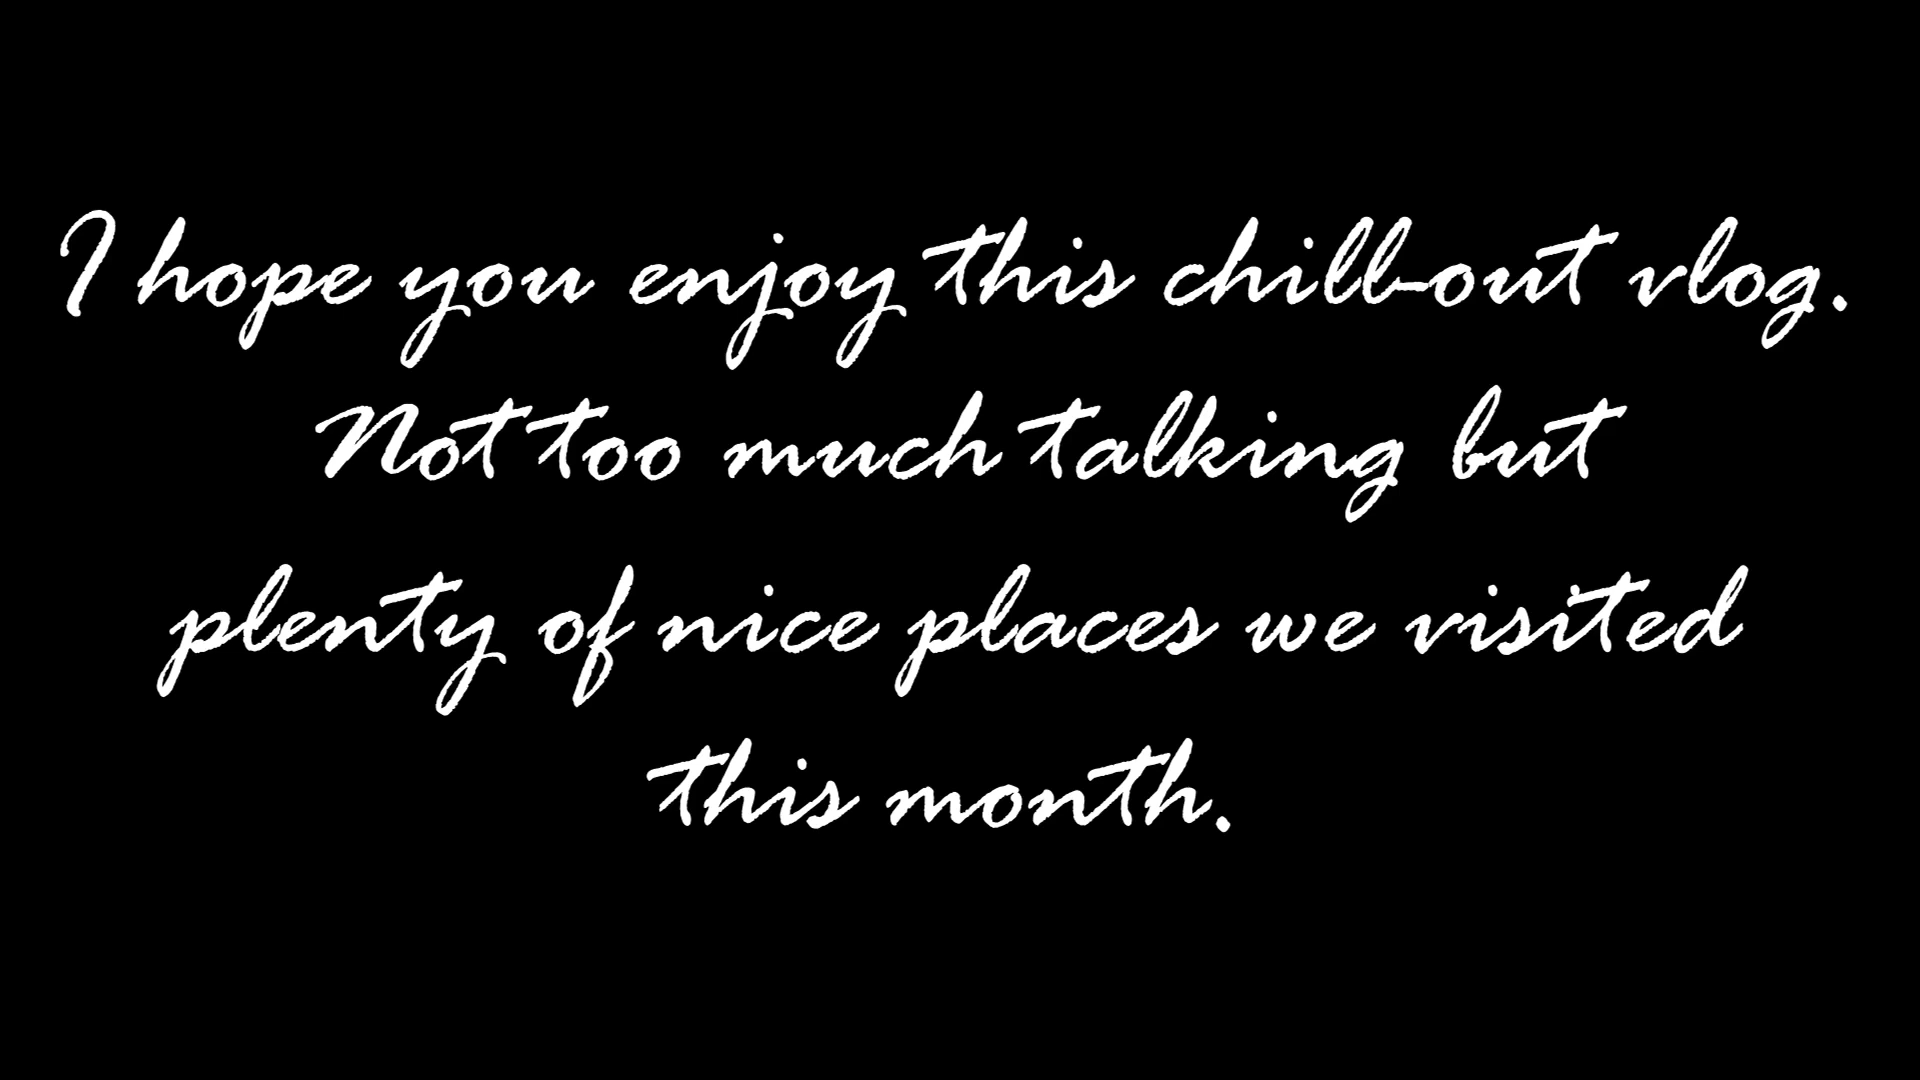 I hope you enjoy this chill-out vlog.
Not too much talking but
plenty of nice places we visited
this month.